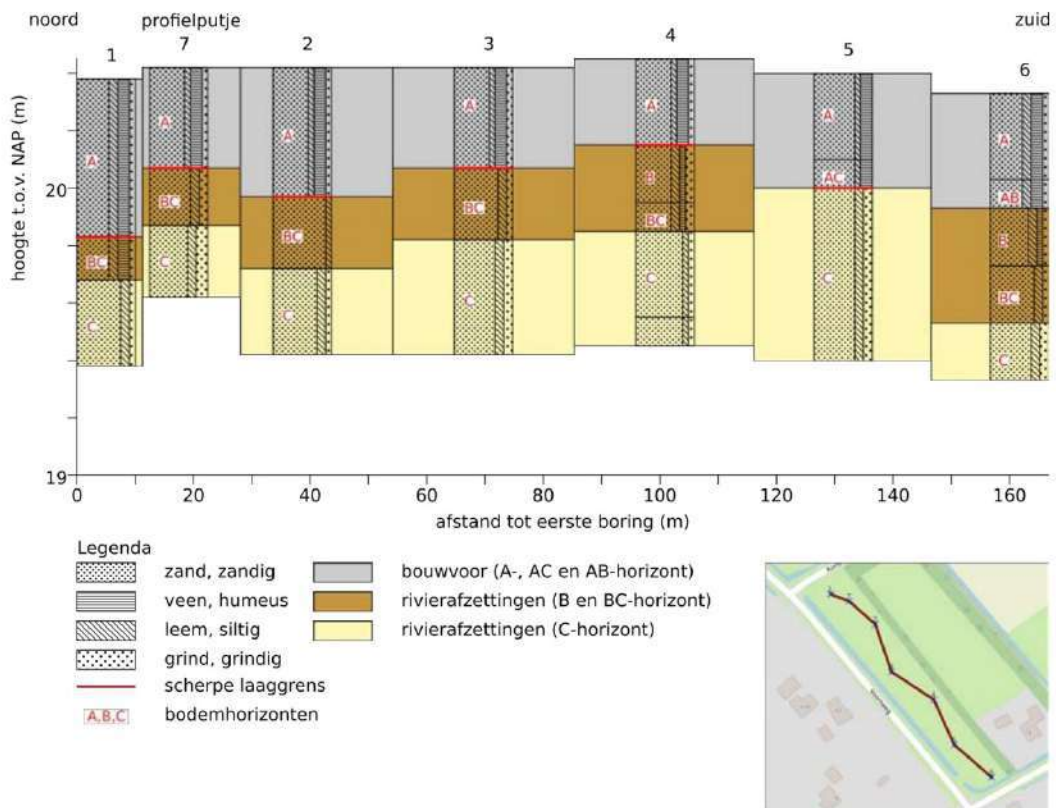 noord profielputje zuid
1 7 2 3 4 5 6
hoogte t.o.v. NAP (m)
20
19
A BC C
A BC C
A BC C
A BC C
A B BC C
A AC C
A AB B BC C
0 20 40 60 80 100 120 140 160
afstand tot eerste boring (m)
Legenda
zand, zandig
veen, humeus
leem, siltig
grind, grindig
scherpe laaggrens
A,B,C bodemhorizonten
bouwvoor (A-, AC en AB-horizont)
rivierafzettingen (B en BC-horizont)
rivierafzettingen (C-horizont)